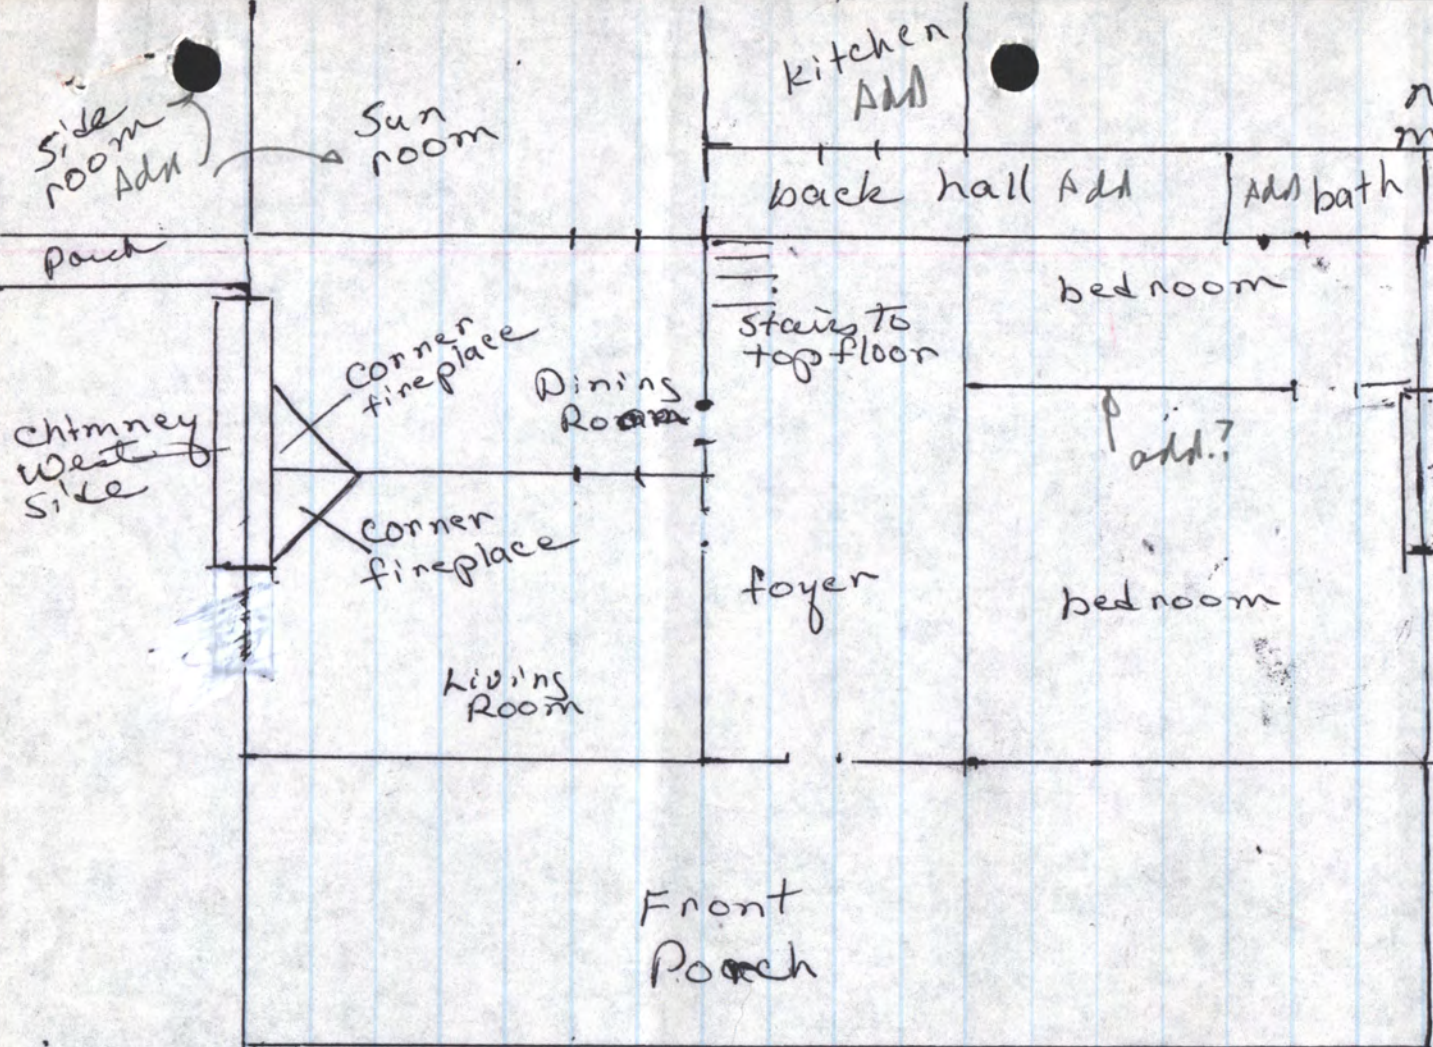 kitchen
Add
Side
room
Add
Sun
room
back hall Add
Add bath
porch
bedroom
Stairs To
top floor
corner
fireplace
Dining
Room
chimney
West
Side
add?
corner
fireplace
foyer
bedroom
Living
Room
Front
Porch